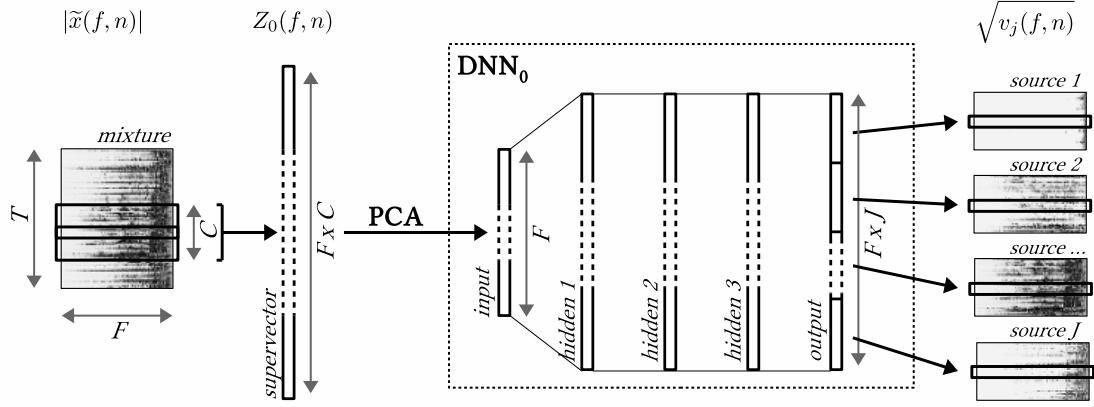 |x̃(f,n)|
Z₀(f,n)
√vⱼ(f,n)
mixture
T
C
F
supervector
F x C
PCA
DNN₀
input
F
hidden 1
hidden 2
hidden 3
output
F x J
source 1
source 2
source ...
source J